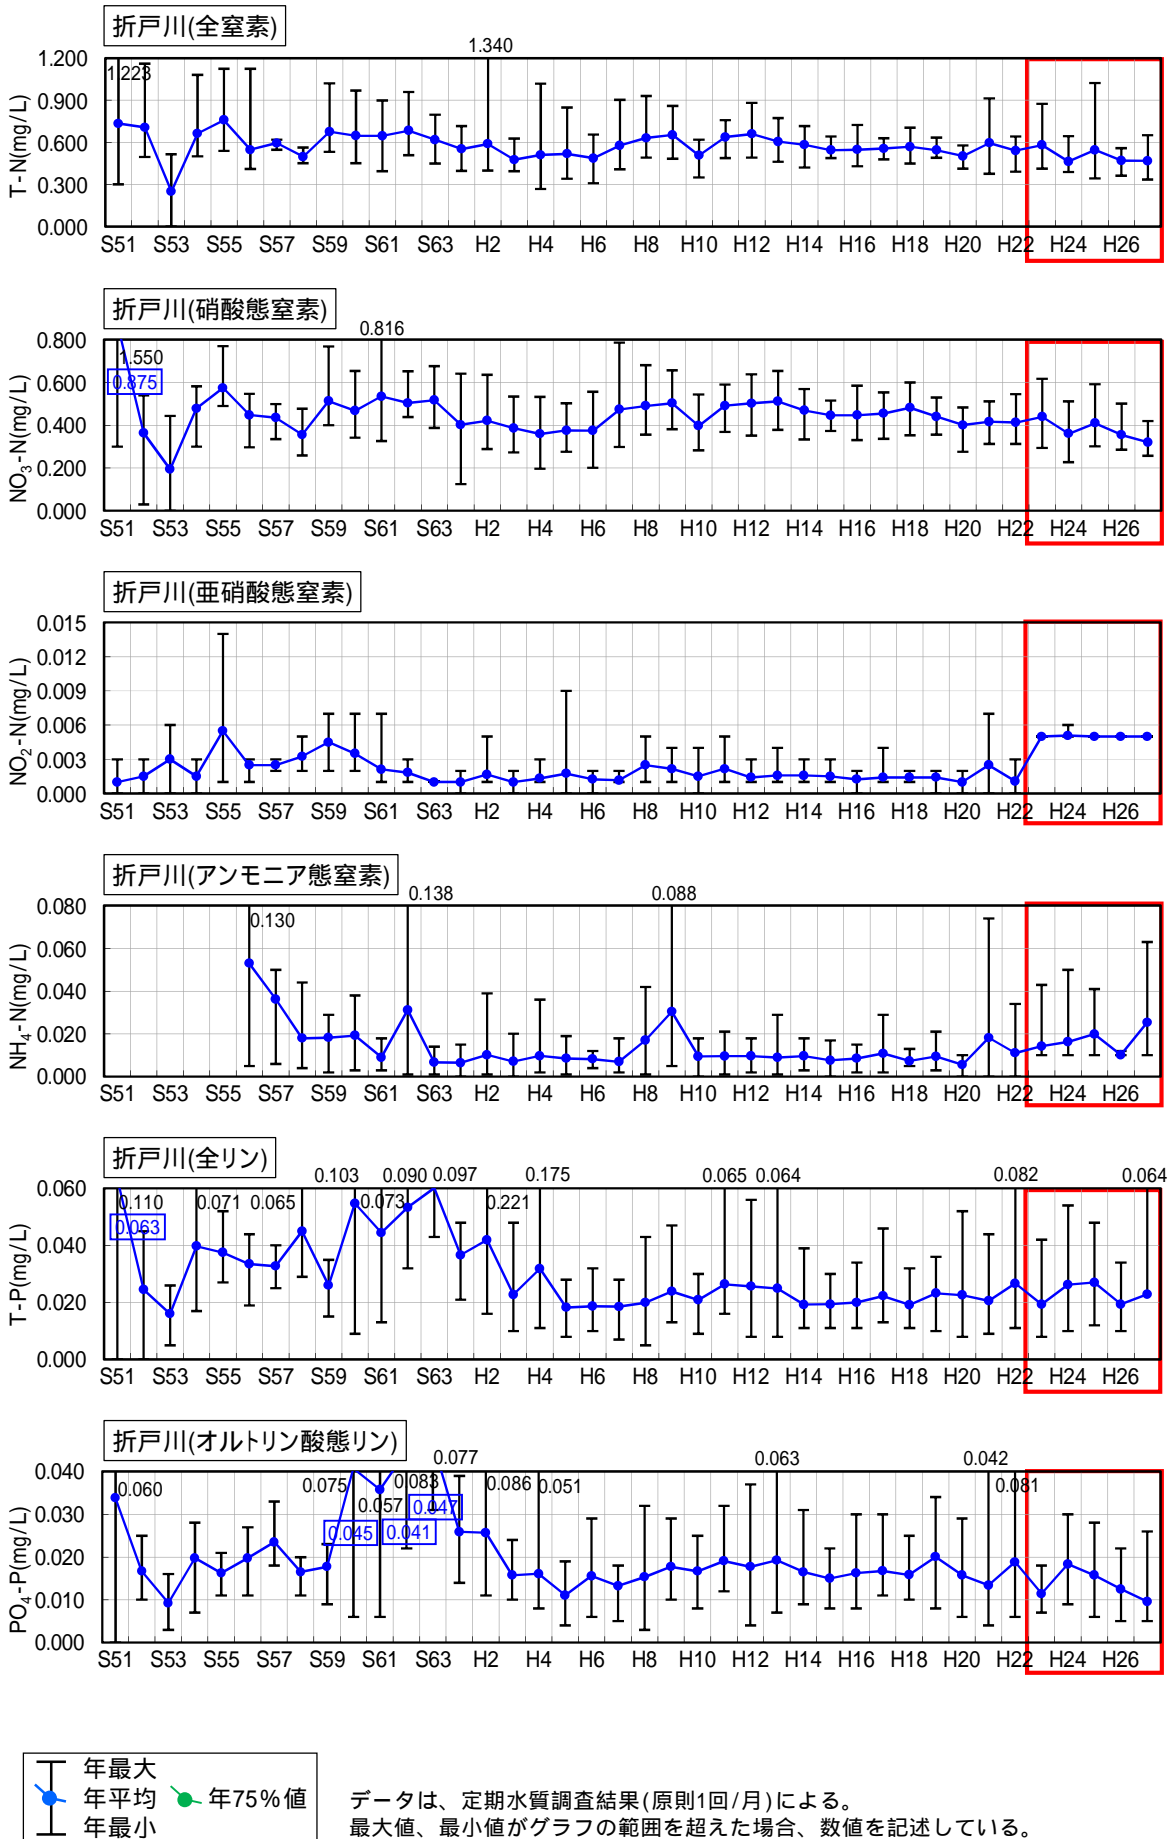 折戸川(全窒素)
1.340
1.200
1.223
0.900
0.600
0.300
0.000
T-N(mg/L)
S51 S53 S55 S57 S59 S61 S63 H2 H4 H6 H8 H10 H12 H14 H16 H18 H20 H22 H24 H26
折戸川(硝酸態窒素)
0.816
0.800
1.550
0.875
0.600
0.400
0.200
0.000
NO₃-N(mg/L)
S51 S53 S55 S57 S59 S61 S63 H2 H4 H6 H8 H10 H12 H14 H16 H18 H20 H22 H24 H26
折戸川(亜硝酸態窒素)
0.015
0.012
0.009
0.006
0.003
0.000
NO₂-N(mg/L)
S51 S53 S55 S57 S59 S61 S63 H2 H4 H6 H8 H10 H12 H14 H16 H18 H20 H22 H24 H26
折戸川(アンモニア態窒素)
0.138 0.088
0.080
0.130
0.060
0.040
0.020
0.000
NH₄-N(mg/L)
S51 S53 S55 S57 S59 S61 S63 H2 H4 H6 H8 H10 H12 H14 H16 H18 H20 H22 H24 H26
折戸川(全リン)
0.103 0.090 0.097 0.175 0.065 0.064 0.082 0.064
0.060
0.110 0.071 0.065 0.073 0.221
0.063
0.040
0.020
0.000
T-P(mg/L)
S51 S53 S55 S57 S59 S61 S63 H2 H4 H6 H8 H10 H12 H14 H16 H18 H20 H22 H24 H26
折戸川(オルトリン酸態リン)
0.077 0.063 0.042
0.040
0.060 0.075 0.083 0.086 0.051 0.081
0.057 0.047
0.030
0.045 0.041
0.020
0.010
0.000
PO₄-P(mg/L)
S51 S53 S55 S57 S59 S61 S63 H2 H4 H6 H8 H10 H12 H14 H16 H18 H20 H22 H24 H26
年最大
年平均 年75%値
年最小
データは、定期水質調査結果(原則1回/月)による。
最大値、最小値がグラフの範囲を超えた場合、数値を記述している。